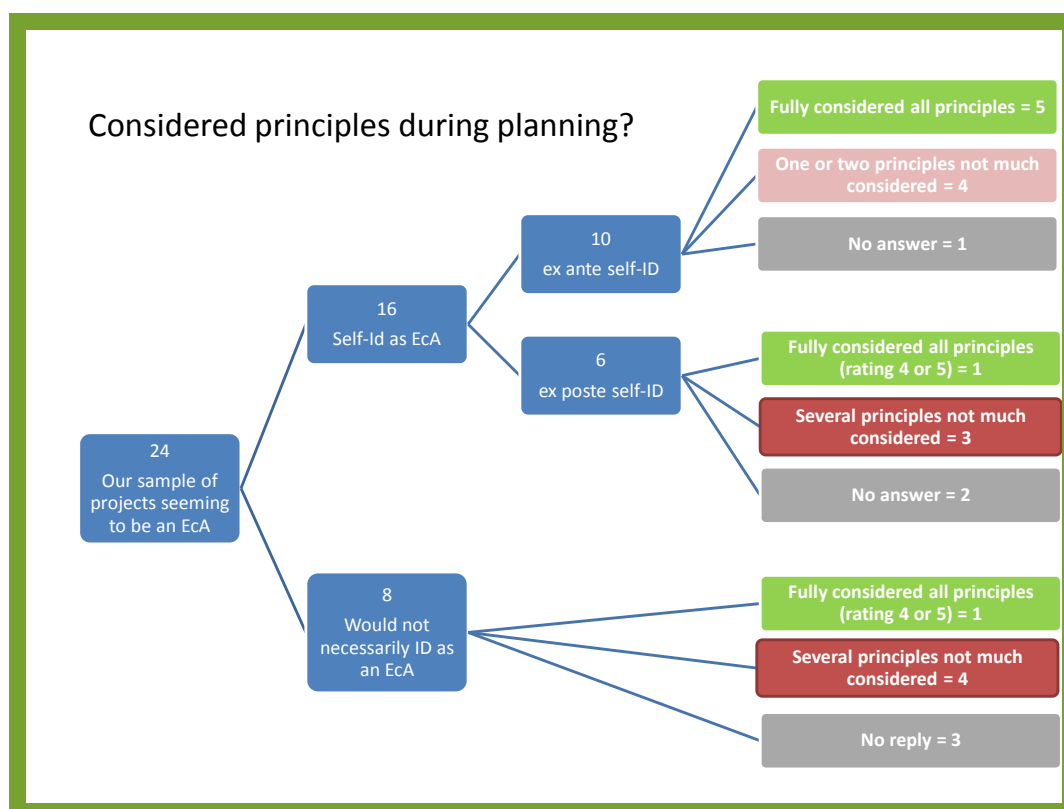 Considered principles during planning?
24
Our sample of
projects seeming
to be an EcA
16
Self-Id as EcA
10
ex ante self-ID
Fully considered all principles = 5
One or two principles not much
considered = 4
No answer = 1
6
ex poste self-ID
Fully considered all principles
(rating 4 or 5) = 1
Several principles not much
considered = 3
No answer = 2
8
Would not
necessarily ID as
an EcA
Fully considered all principles
(rating 4 or 5) = 1
Several principles not much
considered = 4
No reply = 3